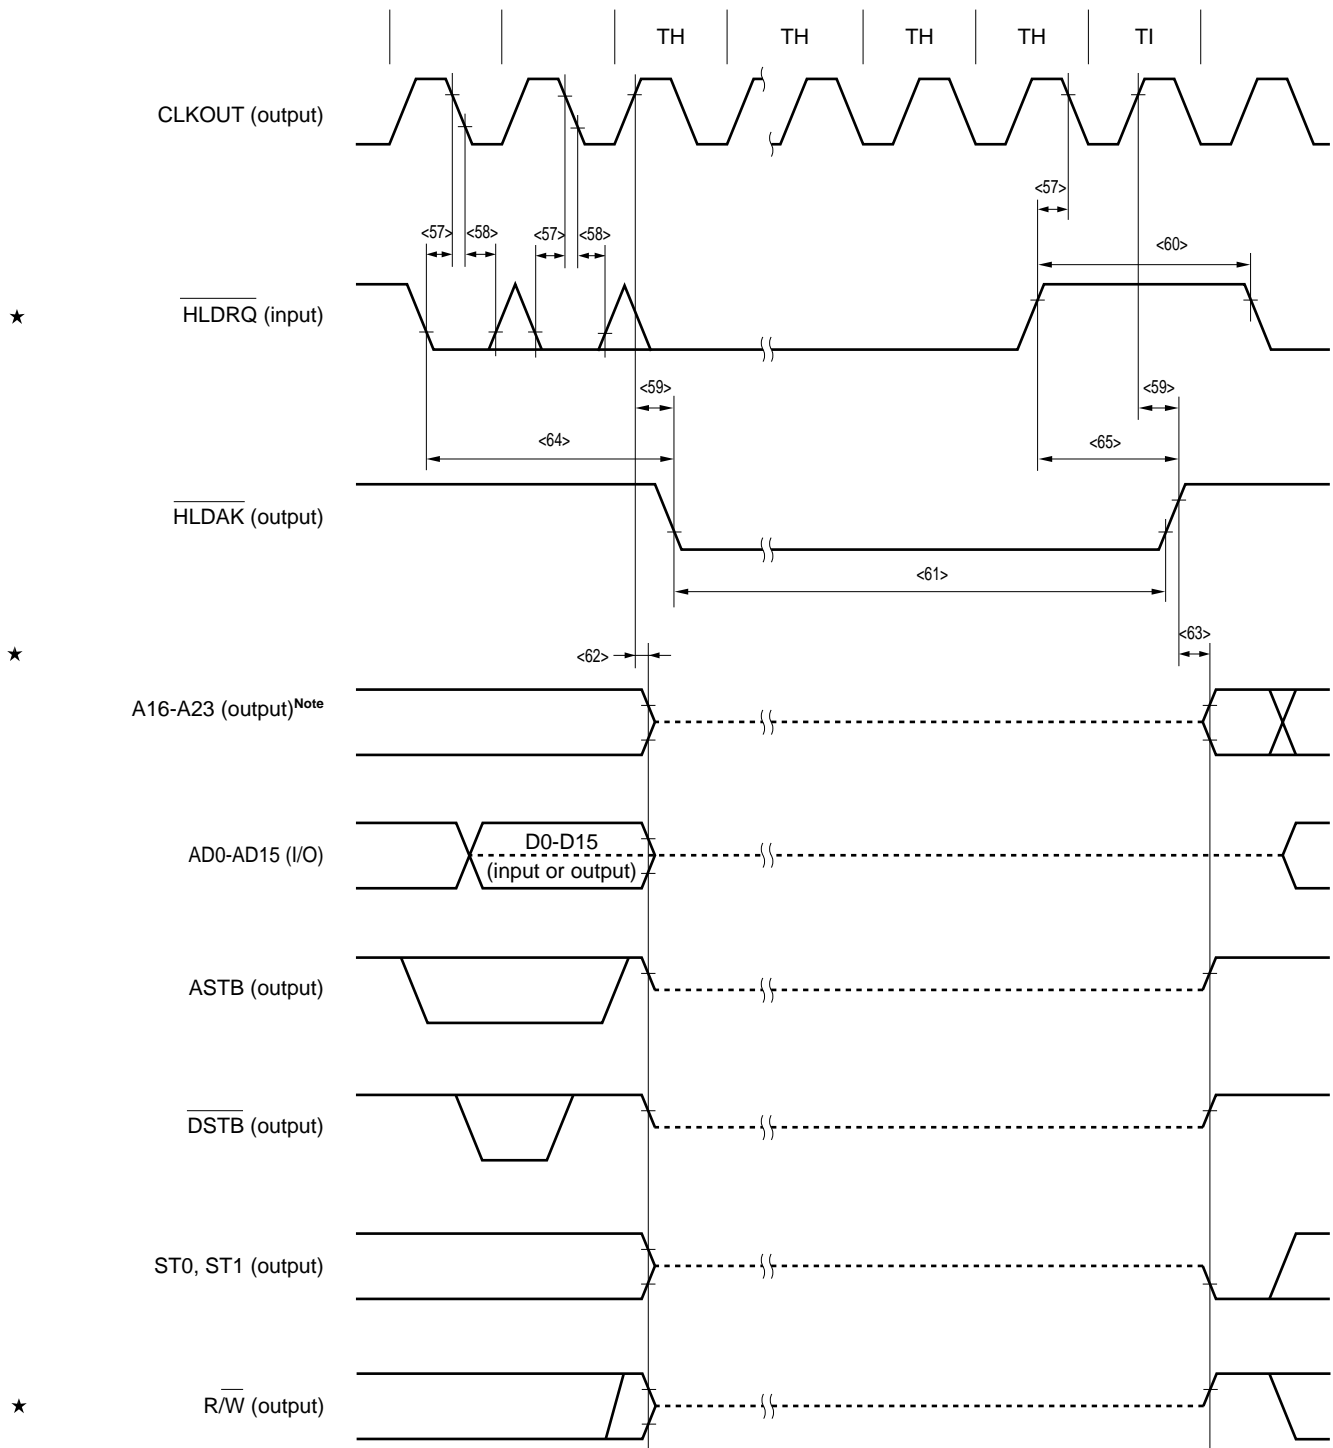 TH TH TH TH TI
CLKOUT (output)
<57>
<57> <58> <57> <58>
<60>
★ HLDRQ (input)
<59> <59>
<64> <65>
HLDAK (output)
<61>
<63>
★
<62>
A16-A23 (output)Note
D0-D15
AD0-AD15 (I/O)
(input or output)
ASTB (output)
DSTB (output)
ST0, ST1 (output)
★ R/W (output)